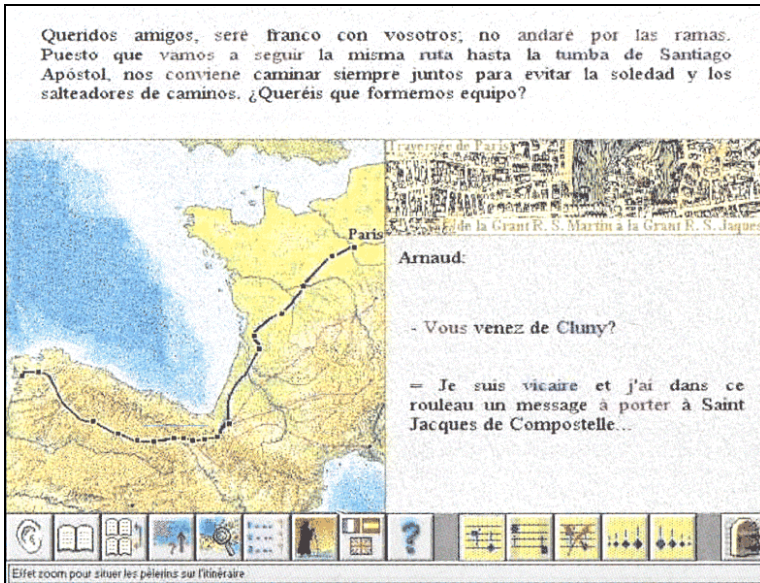 Queridos amigos, seré franco con vosotros; no andaré por las ramas.
Puesto que vamos a seguir la misma ruta hasta la tumba de Santiago
Apóstol, nos conviene caminar siempre juntos para evitar la soledad y los
salteadores de caminos. ¿Queréis que formemos equipo?
Traversée de Paris
de la Grant R. S. Martin à la Grant R. S. Jaques
Paris
Arnaud:
- Vous venez de Cluny?
= Je suis vicaire et j'ai dans ce
rouleau un message à porter à Saint
Jacques de Compostelle...
?
Effet zoom pour situer les pèlerins sur l'itinéraire